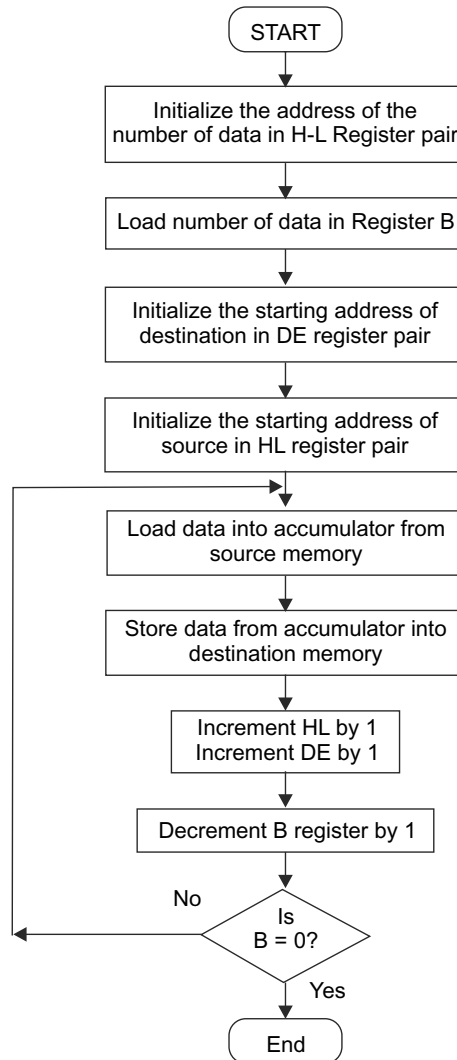 START
Initialize the address of the
number of data in H-L Register pair
Load number of data in Register B
Initialize the starting address of
destination in DE register pair
Initialize the starting address of
source in HL register pair
Load data into accumulator from
source memory
Store data from accumulator into
destination memory
Increment HL by 1
Increment DE by 1
Decrement B register by 1
No
Is
B = 0?
Yes
End